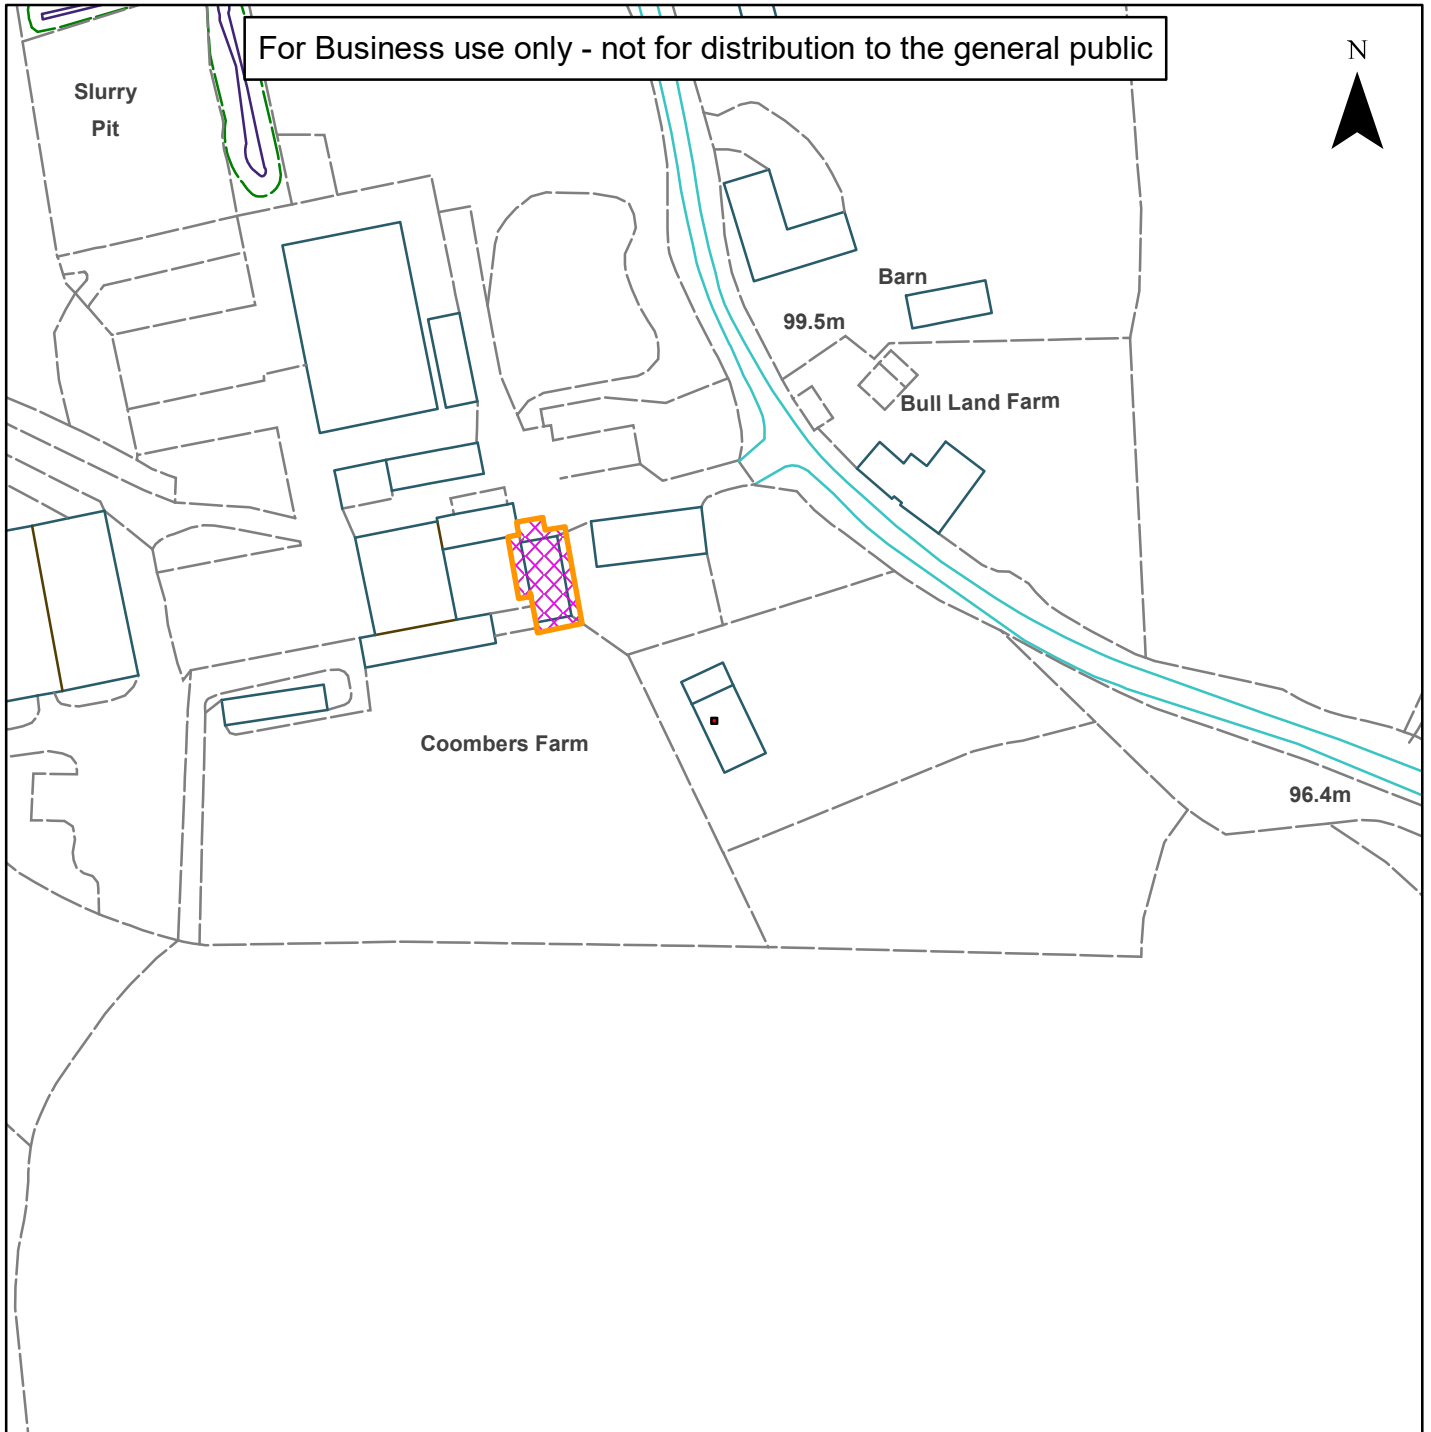 For Business use only - not for distribution to the general public
N
Slurry
Pit
Barn
99.5m
Bull Land Farm
Coombers Farm
96.4m